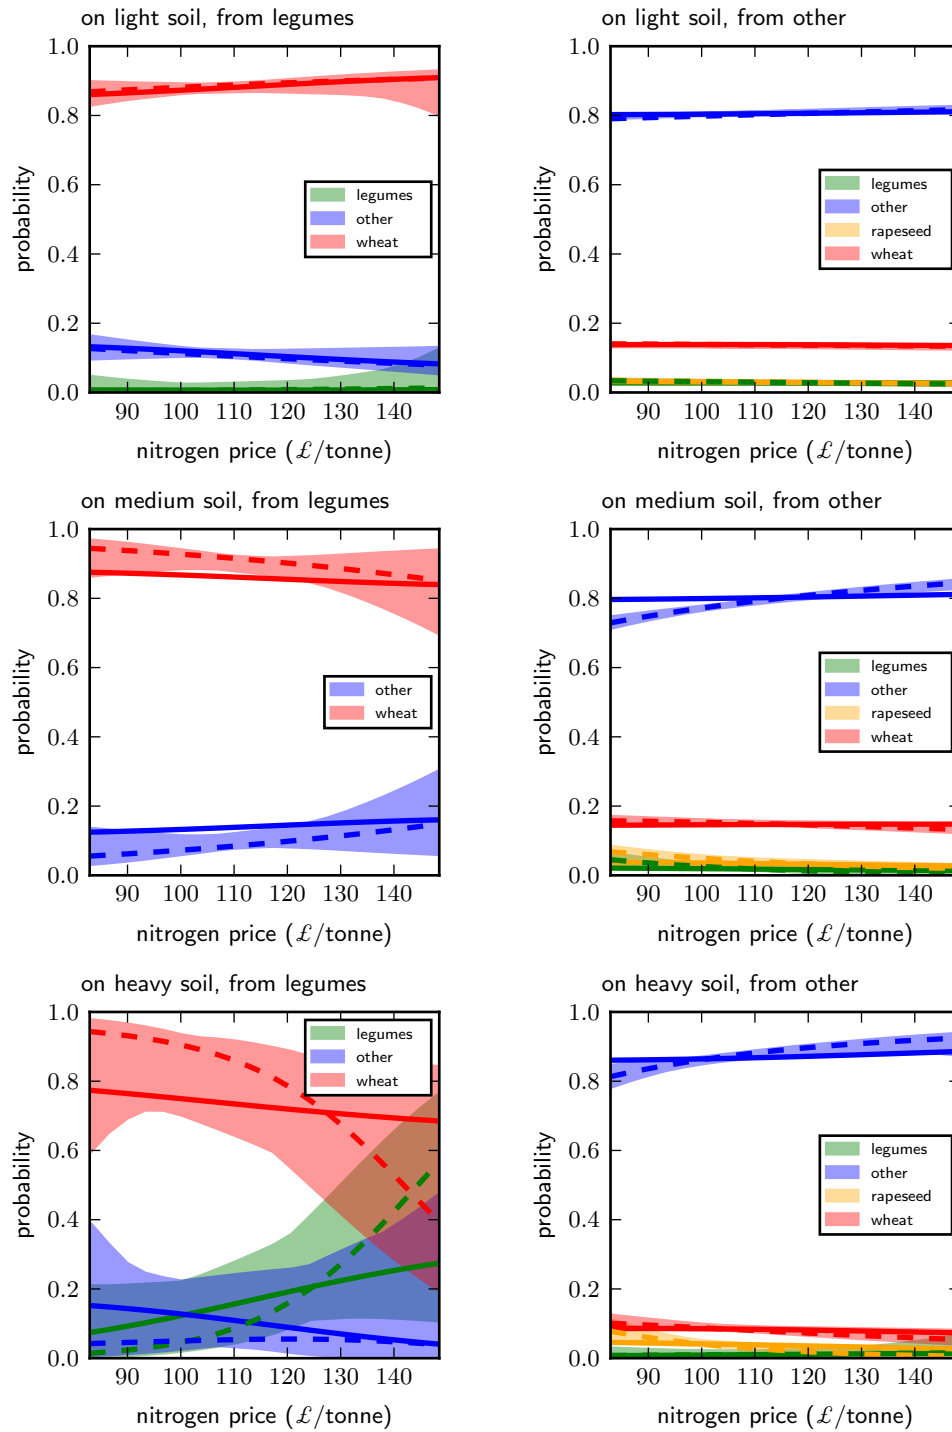 on light soil, from legumes
1.0
0.8
0.6
0.4
0.2
0.0
probability
legumes
other
wheat
90 100 110 120 130 140
nitrogen price (£/tonne)
on light soil, from other
1.0
0.8
0.6
0.4
0.2
0.0
probability
legumes
other
rapeseed
wheat
90 100 110 120 130 140
nitrogen price (£/tonne)
on medium soil, from legumes
1.0
0.8
0.6
0.4
0.2
0.0
probability
other
wheat
90 100 110 120 130 140
nitrogen price (£/tonne)
on medium soil, from other
1.0
0.8
0.6
0.4
0.2
0.0
probability
legumes
other
rapeseed
wheat
90 100 110 120 130 140
nitrogen price (£/tonne)
on heavy soil, from legumes
1.0
0.8
0.6
0.4
0.2
0.0
probability
legumes
other
wheat
90 100 110 120 130 140
nitrogen price (£/tonne)
on heavy soil, from other
1.0
0.8
0.6
0.4
0.2
0.0
probability
legumes
other
rapeseed
wheat
90 100 110 120 130 140
nitrogen price (£/tonne)